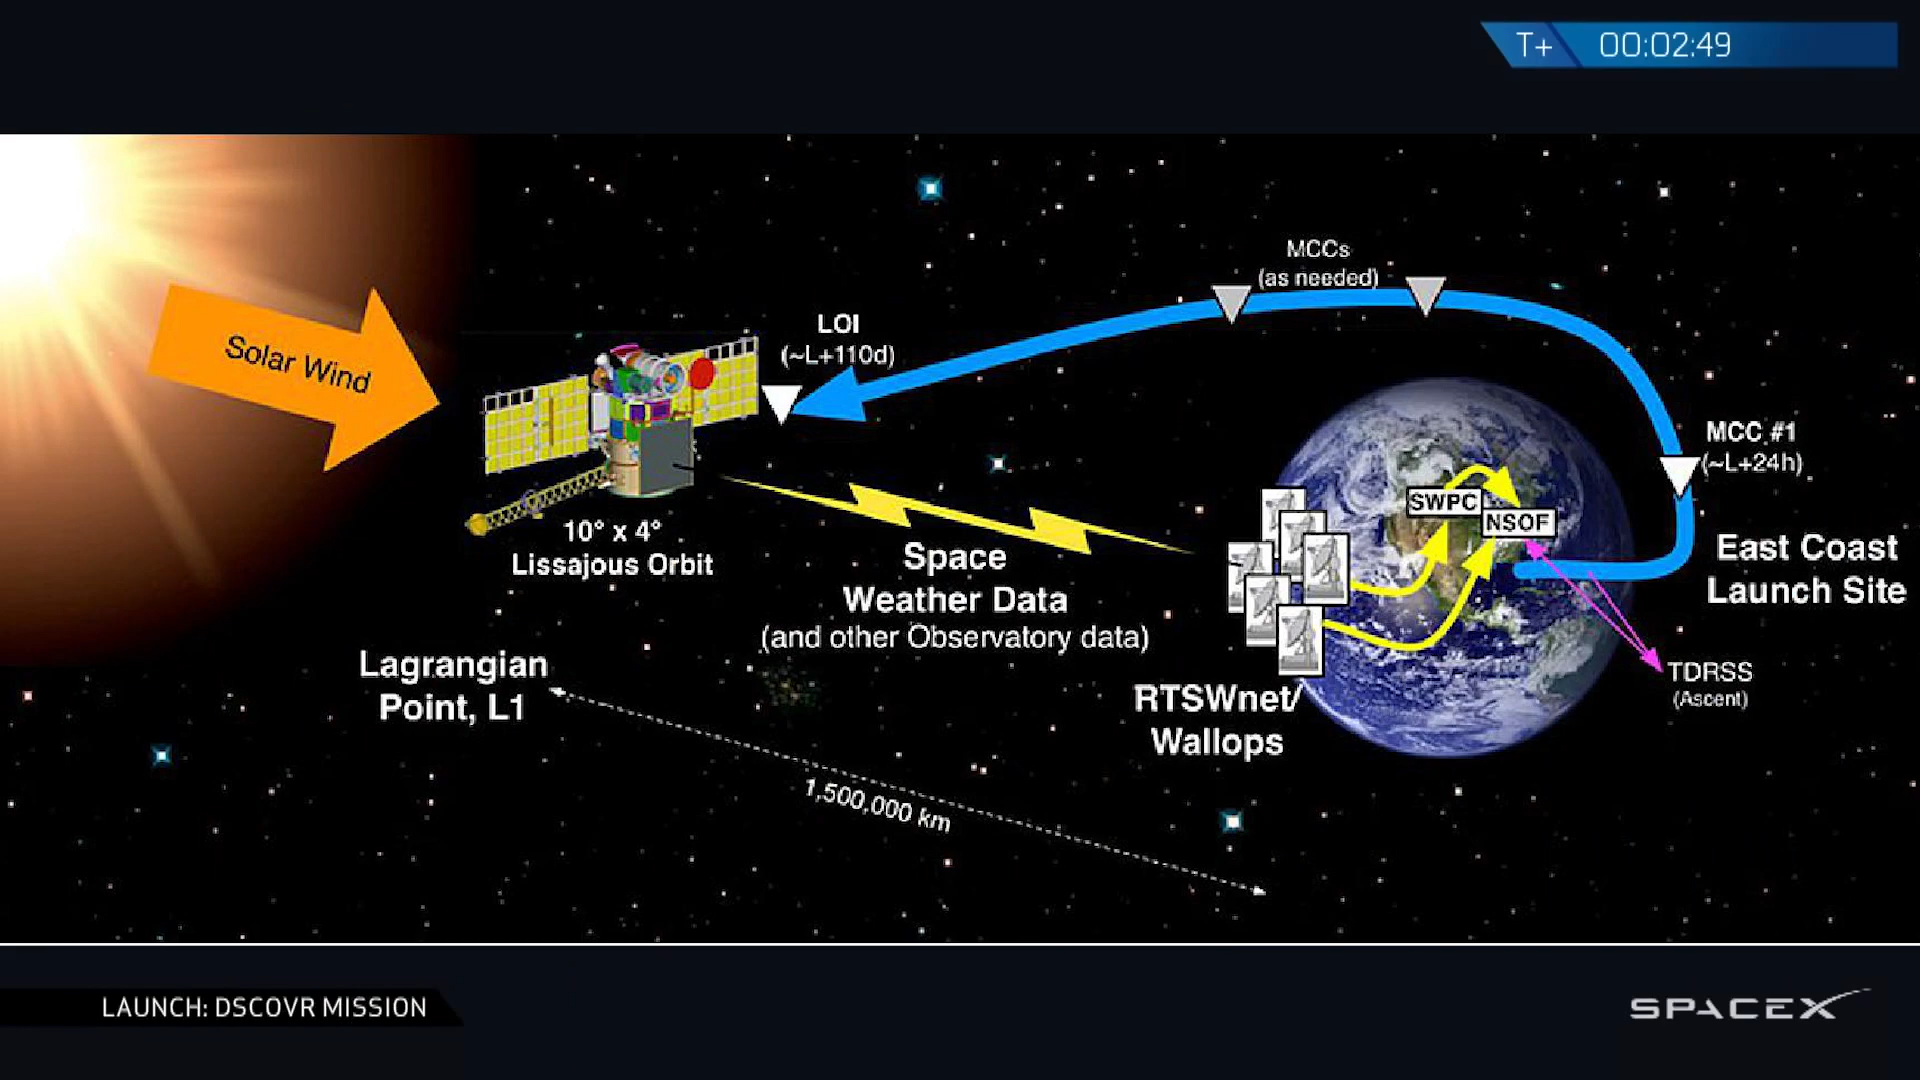 T+ 00:02:49
MCCs
(as needed)
Solar Wind
LOI
(~L+110d)
MCC #1
(~L+24h)
SWPC
NSOF
10° x 4°
Lissajous Orbit
Space
Weather Data
(and other Observatory data)
East Coast
Launch Site
Lagrangian
Point, L1
RTSWnet/
Wallops
TDRSS
(Ascent)
1,500,000 km
LAUNCH: DSCOVR MISSION
SPACEX